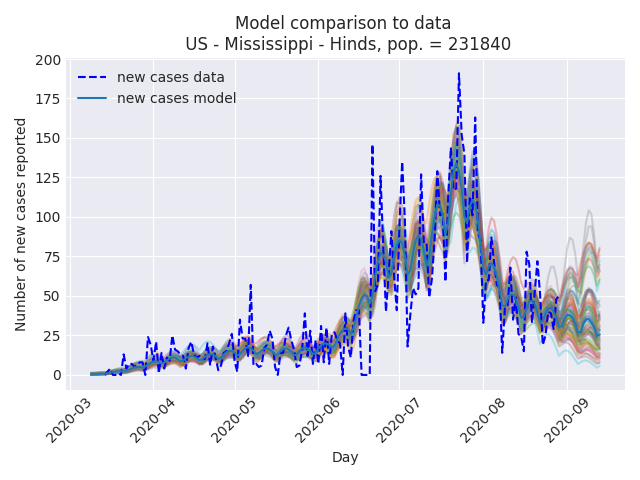 Model comparison to data
US - Mississippi - Hinds, pop. = 231840
new cases data
new cases model
Number of new cases reported
200
175
150
125
100
75
50
25
0
2020-03
2020-04
2020-05
2020-06
2020-07
2020-08
2020-09
Day